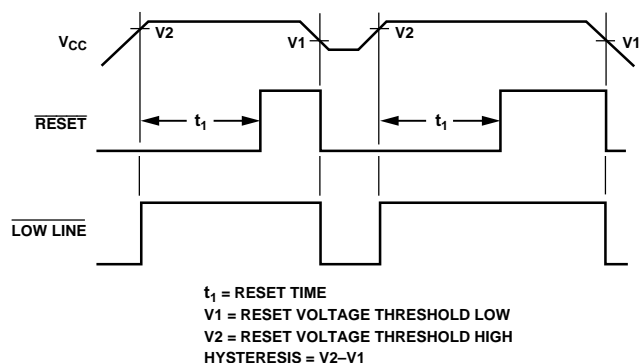 V2 V2
VCC V1 V1
RESET t1 t1
LOW LINE
t1 = RESET TIME
V1 = RESET VOLTAGE THRESHOLD LOW
V2 = RESET VOLTAGE THRESHOLD HIGH
HYSTERESIS = V2–V1